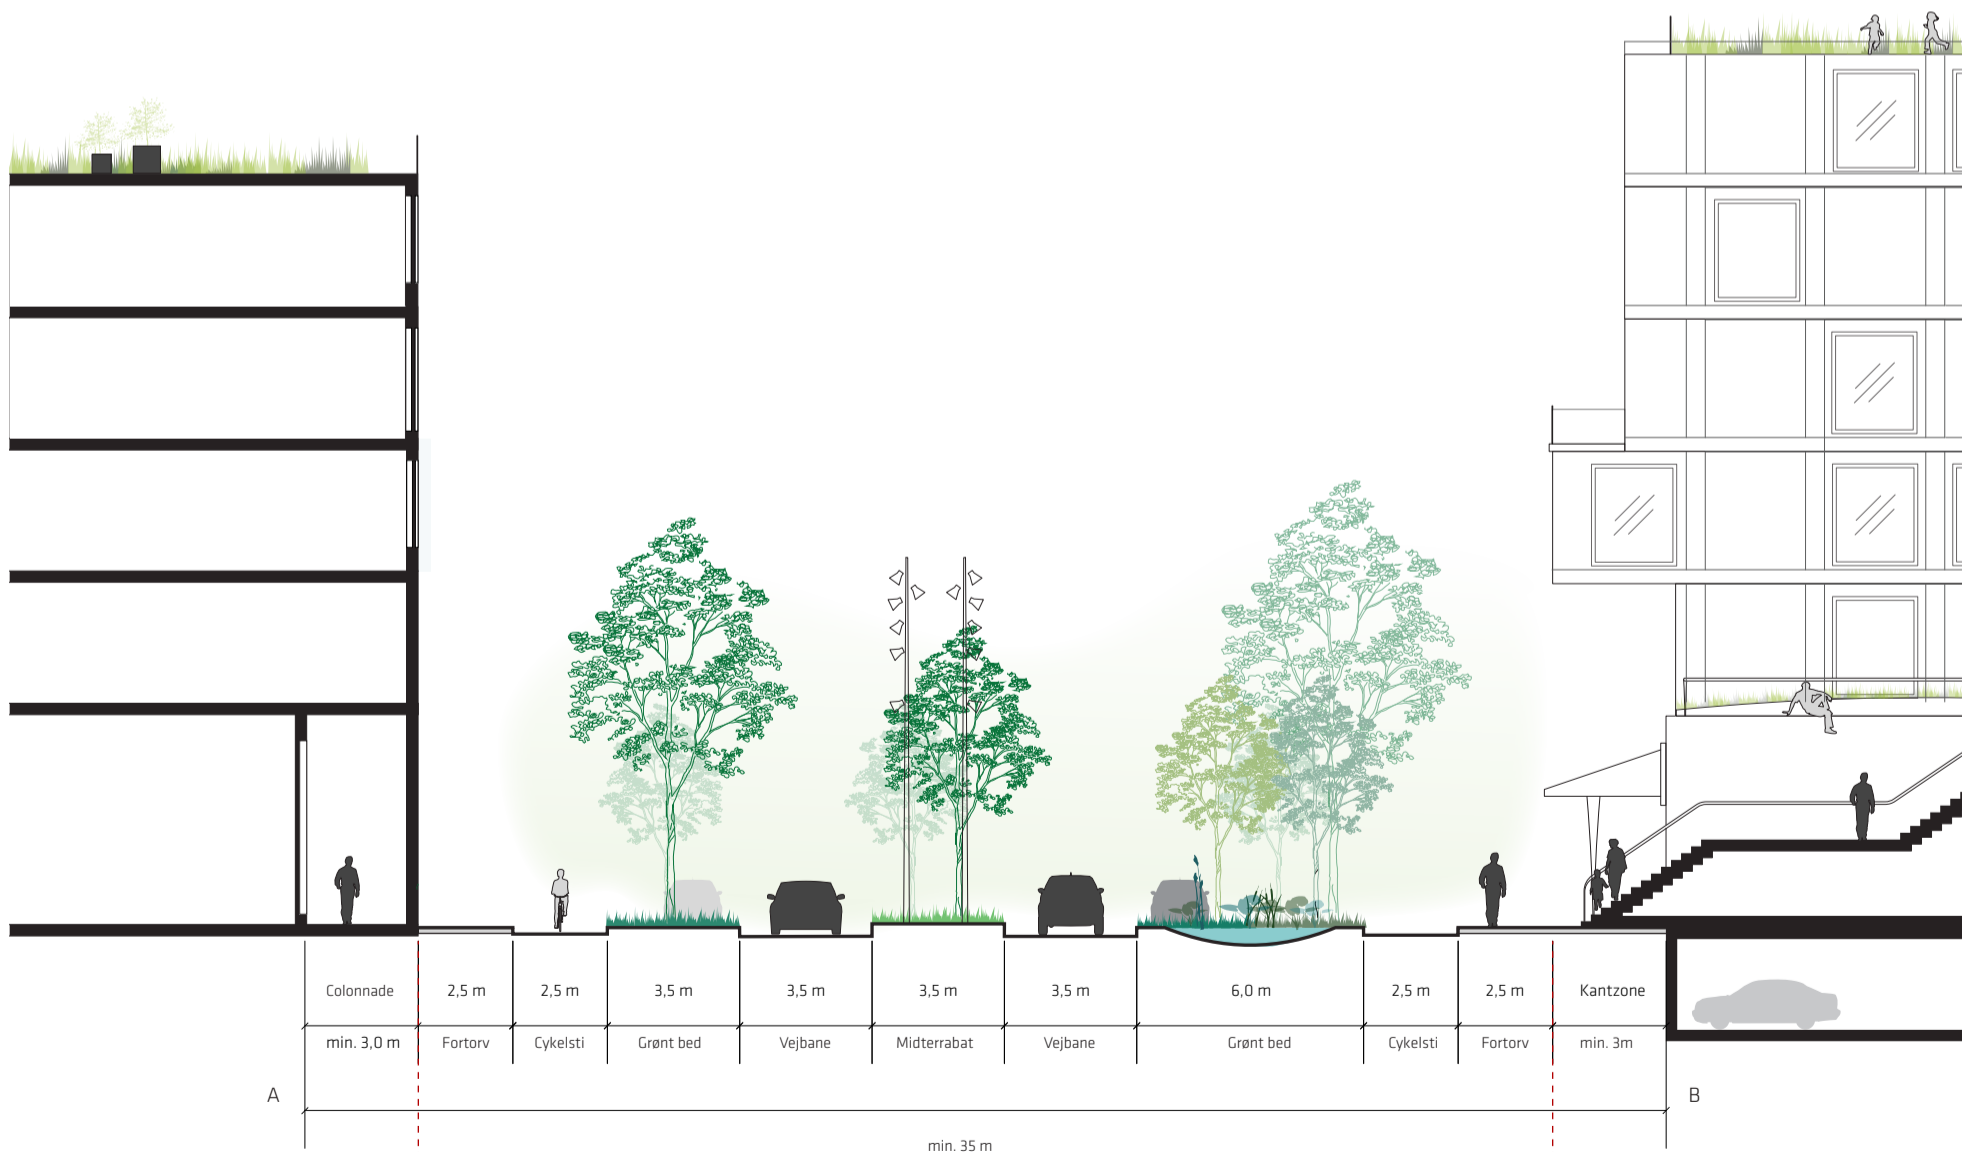 Colonnade 2,5 m 2,5 m 3,5 m 3,5 m 3,5 m 3,5 m 6,0 m 2,5 m 2,5 m Kantzone
min. 3,0 m Fortorv Cykelsti Grønt bed Vejbane Midterrabat Vejbane Grønt bed Cykelsti Fortorv min. 3m
A B
min. 35 m